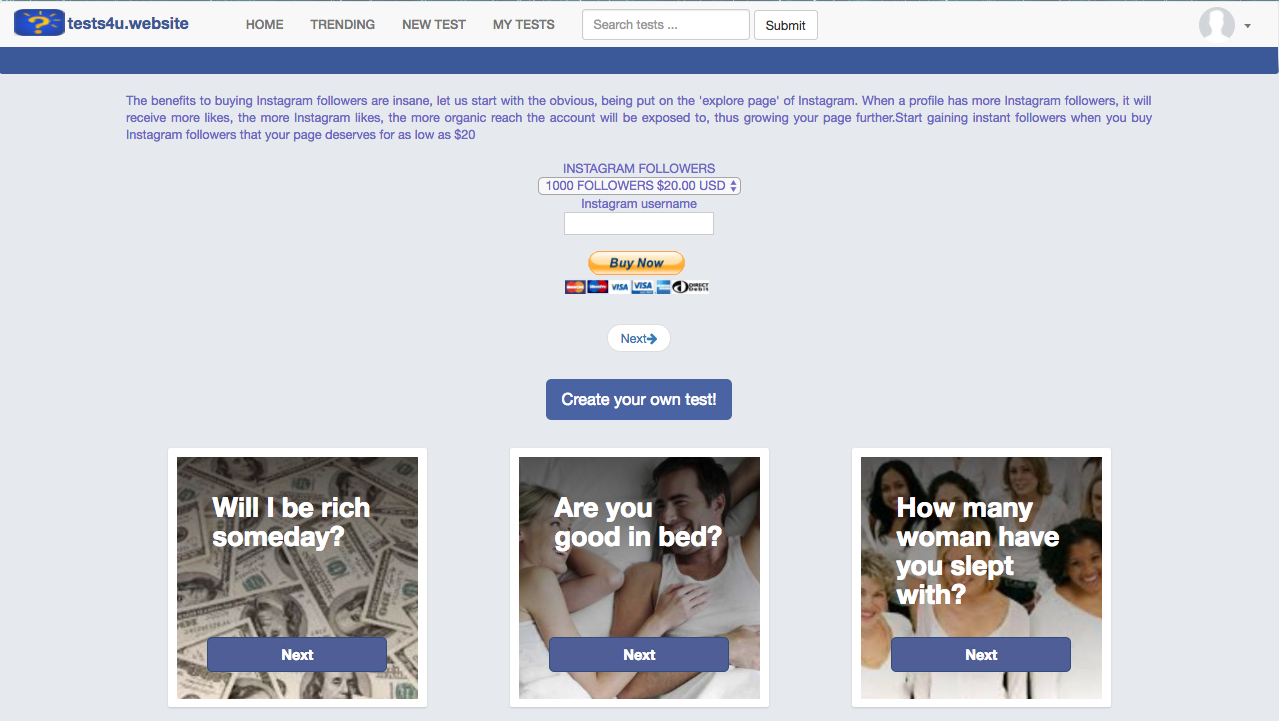 tests4u.website HOME TRENDING NEW TEST MY TESTS Search tests ... Submit
The benefits to buying Instagram followers are insane, let us start with the obvious, being put on the 'explore page' of Instagram. When a profile has more Instagram followers, it will
receive more likes, the more Instagram likes, the more organic reach the account will be exposed to, thus growing your page further.Start gaining instant followers when you buy
Instagram followers that your page deserves for as low as $20
INSTAGRAM FOLLOWERS
1000 FOLLOWERS $20.00 USD
Instagram username
Buy Now
VISA VISA DIRECT
Debit
Next
Create your own test!
Will I be rich
someday?
Next
Are you
good in bed?
Next
How many
woman have
you slept
with?
Next